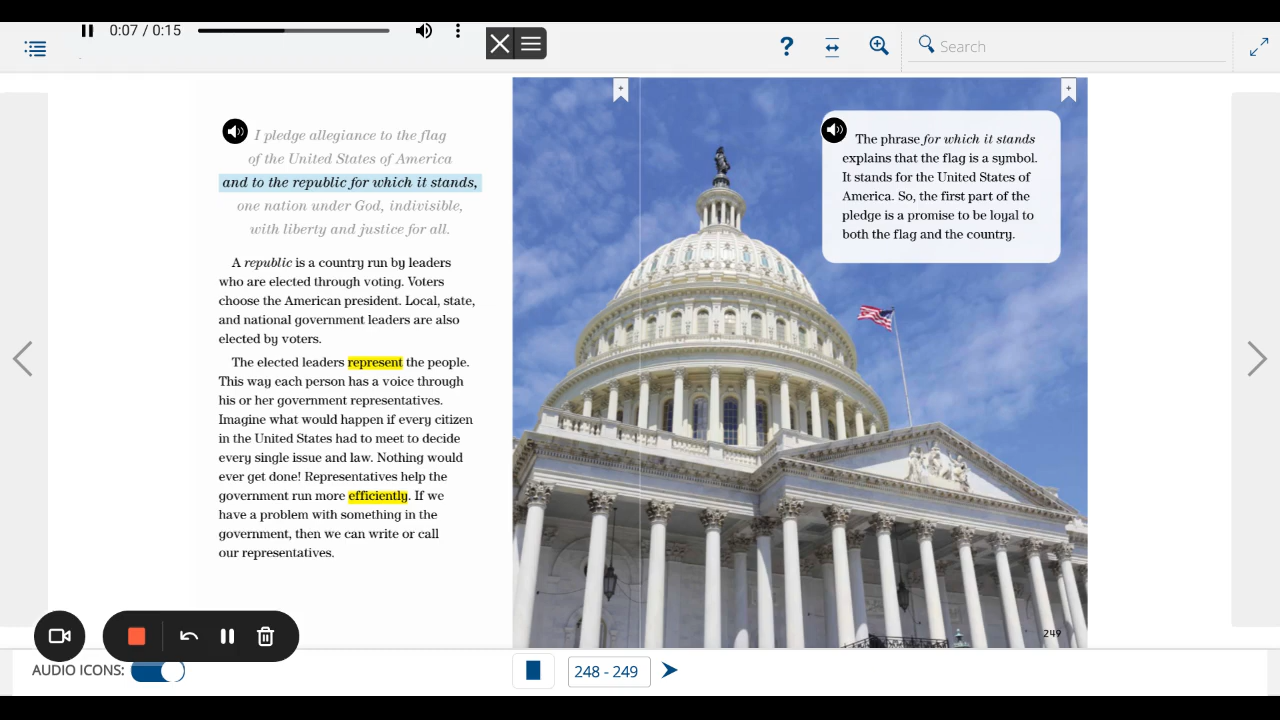 0:07 / 0:15
Search
I pledge allegiance to the flag
of the United States of America
and to the republic for which it stands,
one nation under God, indivisible,
with liberty and justice for all.
A republic is a country run by leaders
who are elected through voting. Voters
choose the American president. Local, state,
and national government leaders are also
elected by voters.
The elected leaders represent the people.
This way each person has a voice through
his or her government representatives.
Imagine what would happen if every citizen
in the United States had to meet to decide
every single issue and law. Nothing would
ever get done! Representatives help the
government run more efficiently. If we
have a problem with something in the
government, then we can write or call
our representatives.
The phrase for which it stands
explains that the flag is a symbol.
It stands for the United States of
America. So, the first part of the
pledge is a promise to be loyal to
both the flag and the country.
249
AUDIO ICONS:
248 - 249